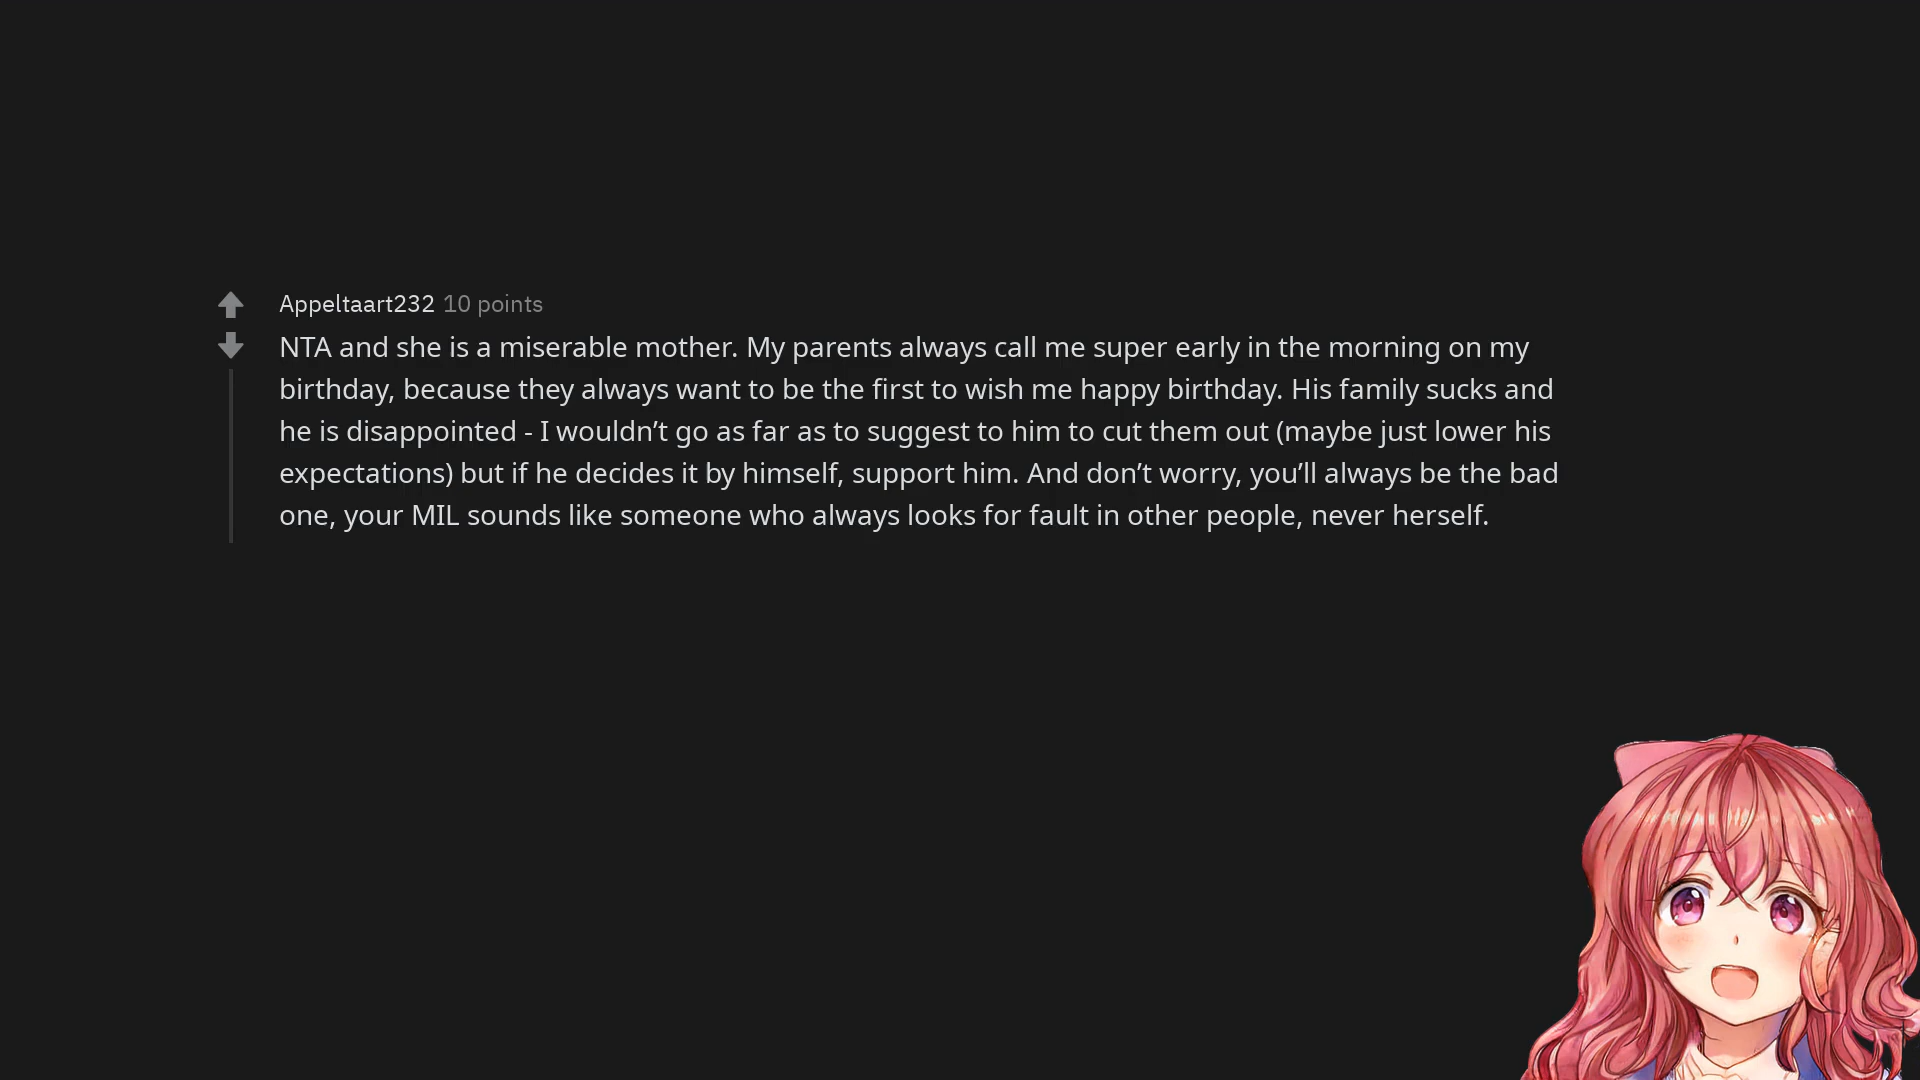 Appeltaart232 10 points
NTA and she is a miserable mother. My parents always call me super early in the morning on my
birthday, because they always want to be the first to wish me happy birthday. His family sucks and
he is disappointed - I wouldn’t go as far as to suggest to him to cut them out (maybe just lower his
expectations) but if he decides it by himself, support him. And don’t worry, you’ll always be the bad
one, your MIL sounds like someone who always looks for fault in other people, never herself.